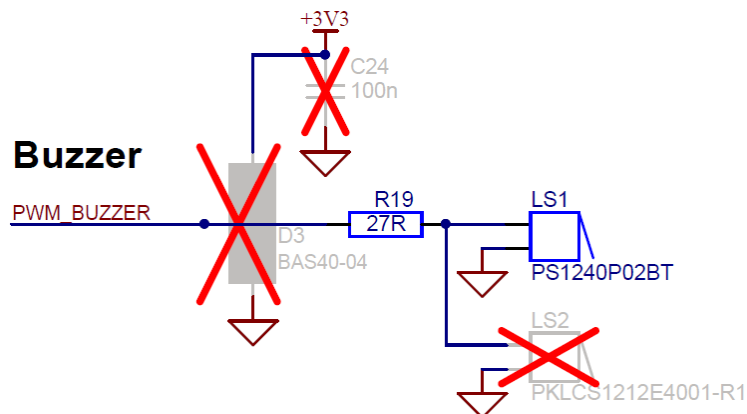 +3V3
C24
100n
Buzzer
PWM_BUZZER
D3
BAS40-04
R19
27R
LS1
PS1240P02BT
LS2
PKLCS1212E4001-R1